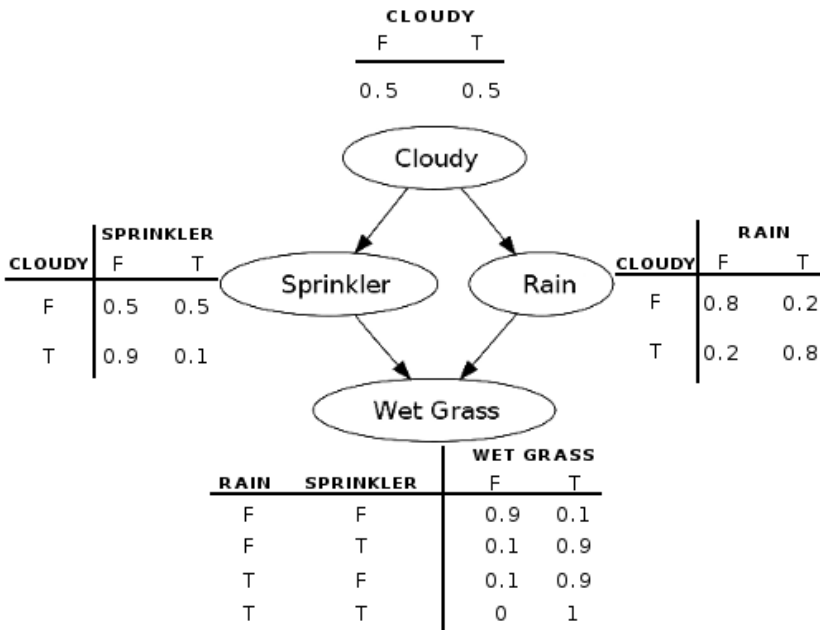 CLOUDY
F T
0.5 0.5
Cloudy
SPRINKLER
CLOUDY F T
F 0.5 0.5
T 0.9 0.1
Sprinkler
Rain
RAIN
CLOUDY F T
F 0.8 0.2
T 0.2 0.8
Wet Grass
WET GRASS
RAIN SPRINKLER F T
F F 0.9 0.1
F T 0.1 0.9
T F 0.1 0.9
T T 0 1